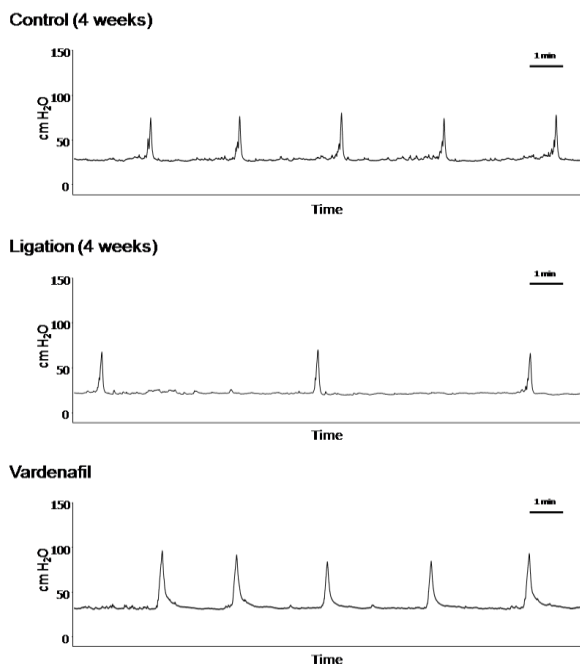 Control (4 weeks)
1 min
150
100
50
0
cm H₂O
Time
Ligation (4 weeks)
1 min
150
100
50
0
cm H₂O
Time
Vardenafil
1 min
150
100
50
0
cm H₂O
Time